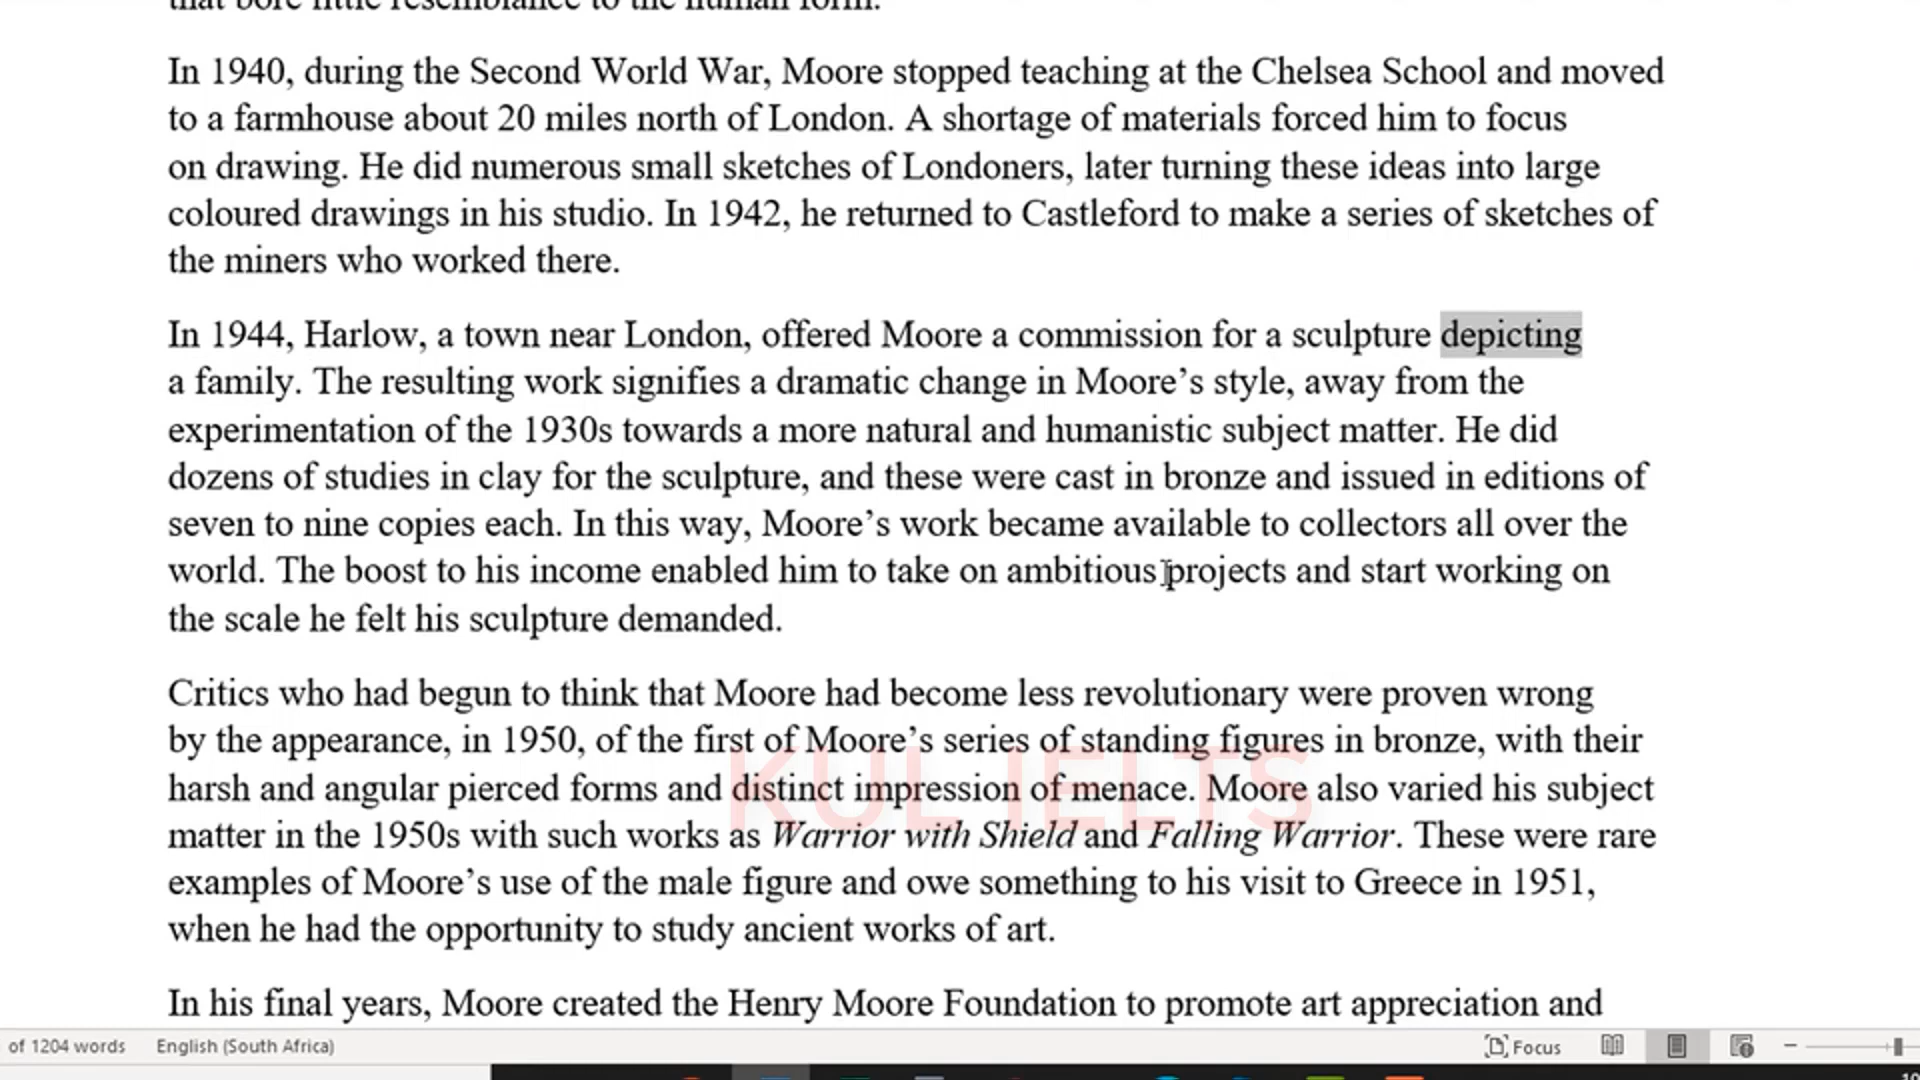 that bore little resemblance to the human form.
In 1940, during the Second World War, Moore stopped teaching at the Chelsea School and moved
to a farmhouse about 20 miles north of London. A shortage of materials forced him to focus
on drawing. He did numerous small sketches of Londoners, later turning these ideas into large
coloured drawings in his studio. In 1942, he returned to Castleford to make a series of sketches of
the miners who worked there.
In 1944, Harlow, a town near London, offered Moore a commission for a sculpture depicting
a family. The resulting work signifies a dramatic change in Moore’s style, away from the
experimentation of the 1930s towards a more natural and humanistic subject matter. He did
dozens of studies in clay for the sculpture, and these were cast in bronze and issued in editions of
seven to nine copies each. In this way, Moore’s work became available to collectors all over the
world. The boost to his income enabled him to take on ambitious projects and start working on
the scale he felt his sculpture demanded.
Critics who had begun to think that Moore had become less revolutionary were proven wrong
by the appearance, in 1950, of the first of Moore’s series of standing figures in bronze, with their
harsh and angular pierced forms and distinct impression of menace. Moore also varied his subject
matter in the 1950s with such works as Warrior with Shield and Falling Warrior. These were rare
examples of Moore’s use of the male figure and owe something to his visit to Greece in 1951,
when he had the opportunity to study ancient works of art.
KUL IELTS
In his final years, Moore created the Henry Moore Foundation to promote art appreciation and
of 1204 words English (South Africa) Focus